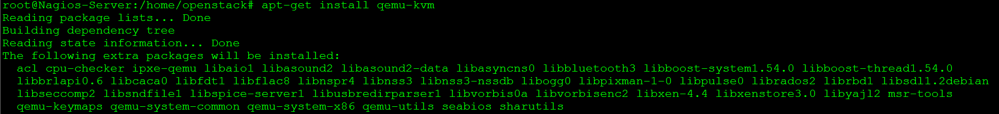 root@Nagios-Server:/home/openstack# apt-get install qemu-kvm
Reading package lists... Done
Building dependency tree
Reading state information... Done
The following extra packages will be installed:
  acl cpu-checker ipxe-qemu libaio1 libasound2 libasound2-data libasyncns0 libbluetooth3 libboost-system1.54.0 libboost-thread1.54.0
  libbrlapi0.6 libcaca0 libfdt1 libflac8 libnspr4 libnss3 libnss3-nssdb libogg0 libpixman-1-0 libpulse0 librados2 librbd1 libsdl1.2debian
  libseccomp2 libsndfile1 libspice-server1 libusbredirparser1 libvorbis0a libvorbisenc2 libxen-4.4 libxenstore3.0 libyajl2 msr-tools
  qemu-keymaps qemu-system-common qemu-system-x86 qemu-utils seabios sharutils